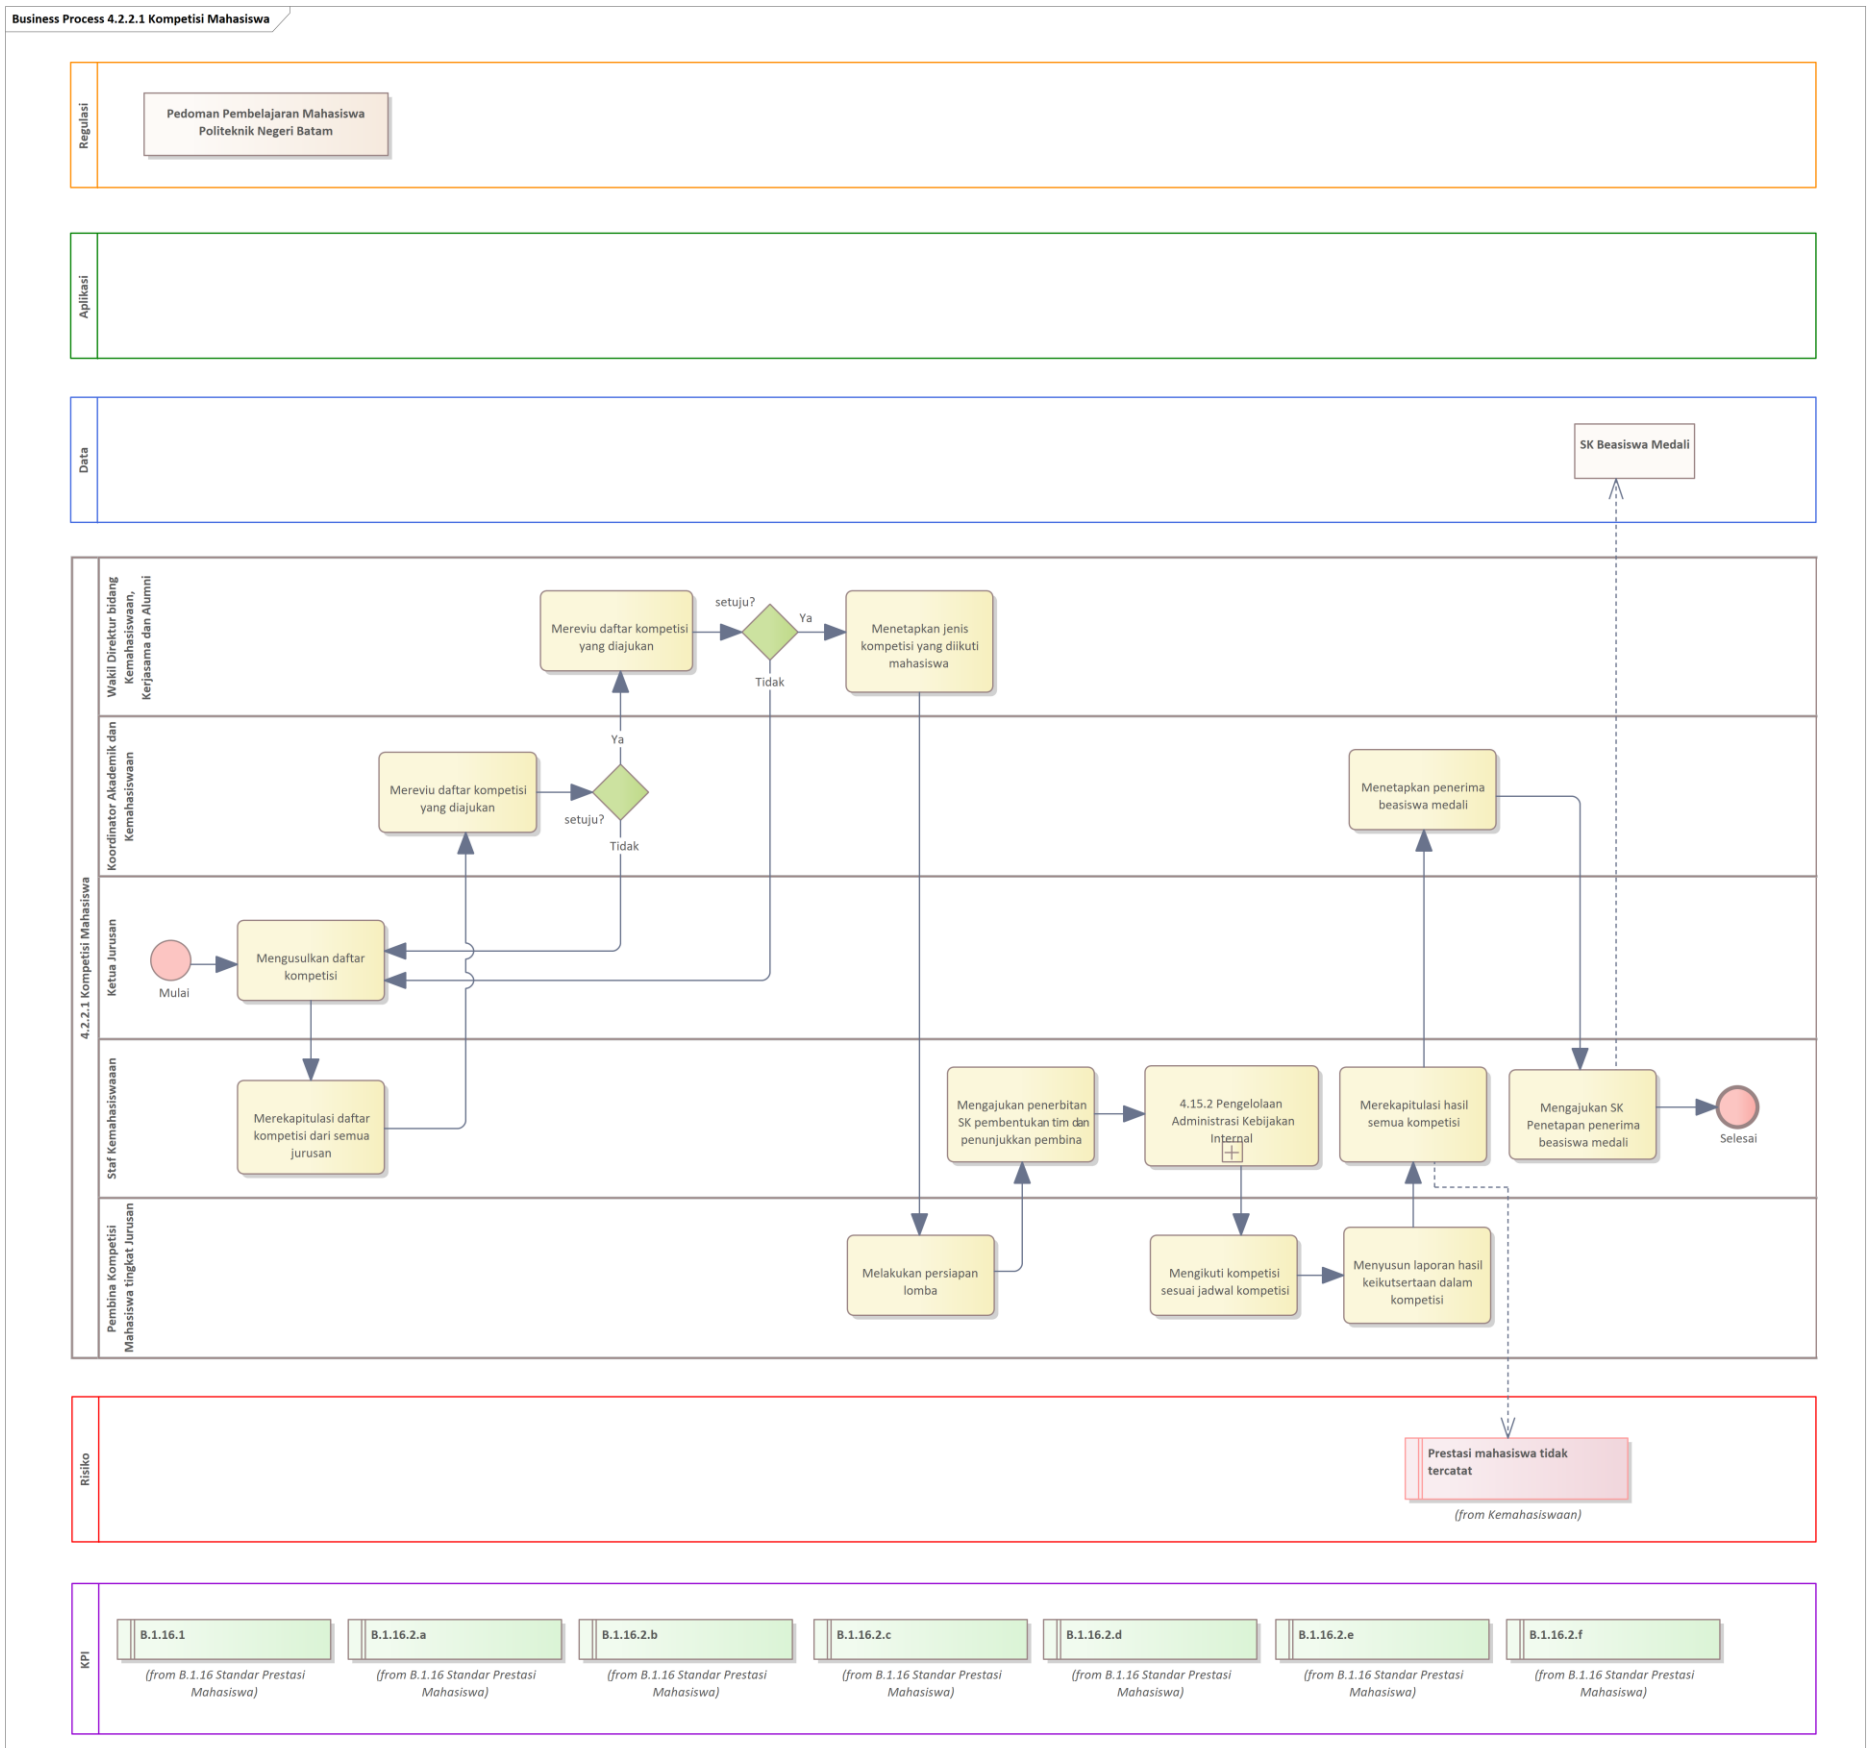 Business Process 4.2.2.1 Kompetisi Mahasiswa
Regulasi
Pedoman Pembelajaran Mahasiswa
Politeknik Negeri Batam
Aplikasi
Data
SK Beasiswa Medali
4.2.2.1 Kompetisi Mahasiswa
Wakil Direktur bidang
Kemahasiswaan,
Kerjasama dan Alumni
Mereviu daftar kompetisi
yang diajukan
setuju?
Ya
Tidak
Menetapkan jenis
kompetisi yang diikuti
mahasiswa
Koordinator Akademik dan
Kemahasiswaan
Mereviu daftar kompetisi
yang diajukan
Ya
setuju?
Tidak
Menetapkan penerima
beasiswa medali
Ketua Jurusan
Mulai
Mengusulkan daftar
kompetisi
Staf Kemahasiswaaan
Merekapitulasi daftar
kompetisi dari semua
jurusan
Mengajukan penerbitan
SK pembentukan tim dan
penunjukkan pembina
4.15.2 Pengelolaan
Administrasi Kebijakan
Internal
Merekapitulasi hasil
semua kompetisi
Mengajukan SK
Penetapan penerima
beasiswa medali
Selesai
Pembina Kompetisi
Mahasiswa tingkat Jurusan
Melakukan persiapan
lomba
Mengikuti kompetisi
sesuai jadwal kompetisi
Menyusun laporan hasil
keikutsertaan dalam
kompetisi
Risiko
Prestasi mahasiswa tidak
tercatat
(from Kemahasiswaan)
KPI
B.1.16.1
(from B.1.16 Standar Prestasi
Mahasiswa)
B.1.16.2.a
(from B.1.16 Standar Prestasi
Mahasiswa)
B.1.16.2.b
(from B.1.16 Standar Prestasi
Mahasiswa)
B.1.16.2.c
(from B.1.16 Standar Prestasi
Mahasiswa)
B.1.16.2.d
(from B.1.16 Standar Prestasi
Mahasiswa)
B.1.16.2.e
(from B.1.16 Standar Prestasi
Mahasiswa)
B.1.16.2.f
(from B.1.16 Standar Prestasi
Mahasiswa)